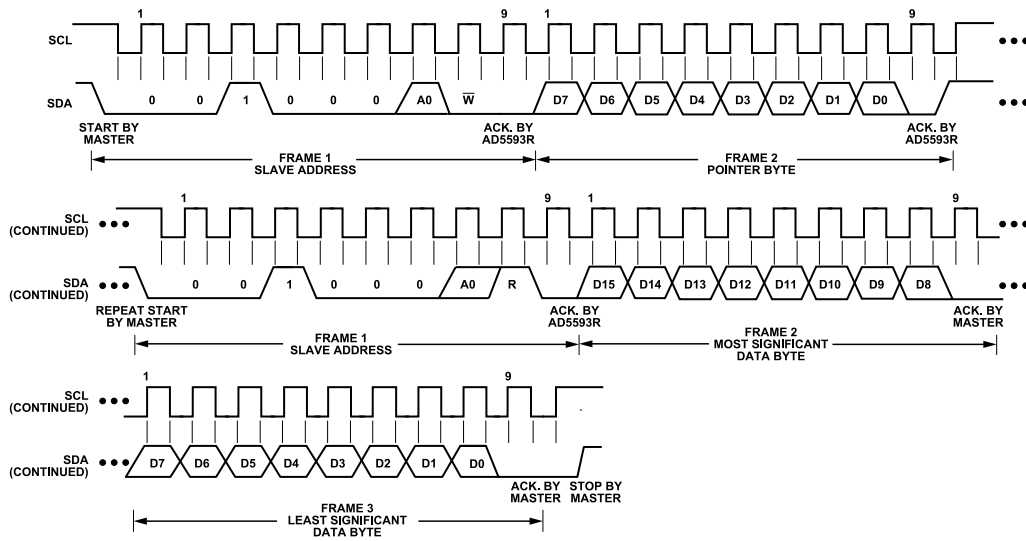 1 9 1 9
SCL
SDA 0 0 1 0 0 0 A0 W̅ D7 D6 D5 D4 D3 D2 D1 D0
START BY
MASTER
ACK. BY
AD5593R
ACK. BY
AD5593R
FRAME 1
SLAVE ADDRESS
FRAME 2
POINTER BYTE
1 9 1 9
SCL
(CONTINUED)
SDA
(CONTINUED)
0 0 1 0 0 0 A0 R D15 D14 D13 D12 D11 D10 D9 D8
REPEAT START
BY MASTER
ACK. BY
AD5593R
ACK. BY
MASTER
FRAME 1
SLAVE ADDRESS
FRAME 2
MOST SIGNIFICANT
DATA BYTE
1 9
SCL
(CONTINUED)
SDA
(CONTINUED)
D7 D6 D5 D4 D3 D2 D1 D0
ACK. BY
MASTER
STOP BY
MASTER
FRAME 3
LEAST SIGNIFICANT
DATA BYTE